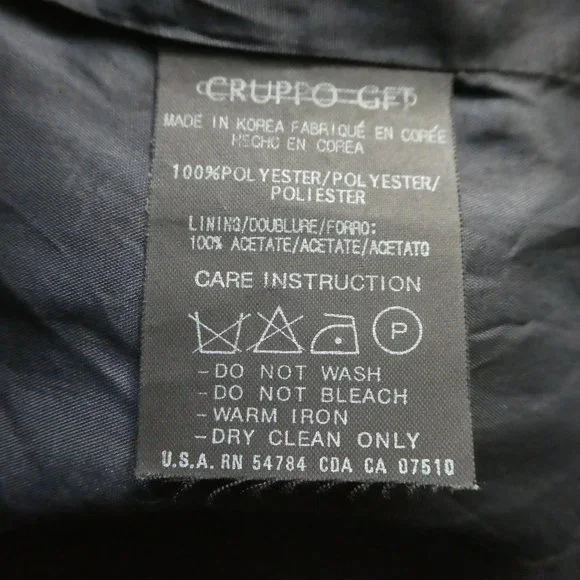 GRUPPO GFT
MADE IN KOREA FABRIQUÉ EN CORÉE
HECHO EN COREA
100%POLYESTER/POLYESTER/
POLIESTER
LINING/DOUBLURE/FORRO:
100% ACETATE/ACETATE/ACETATO
CARE INSTRUCTION
P
-DO NOT WASH
-DO NOT BLEACH
-WARM IRON
-DRY CLEAN ONLY
U.S.A. RN 54784 CDA CA 07510